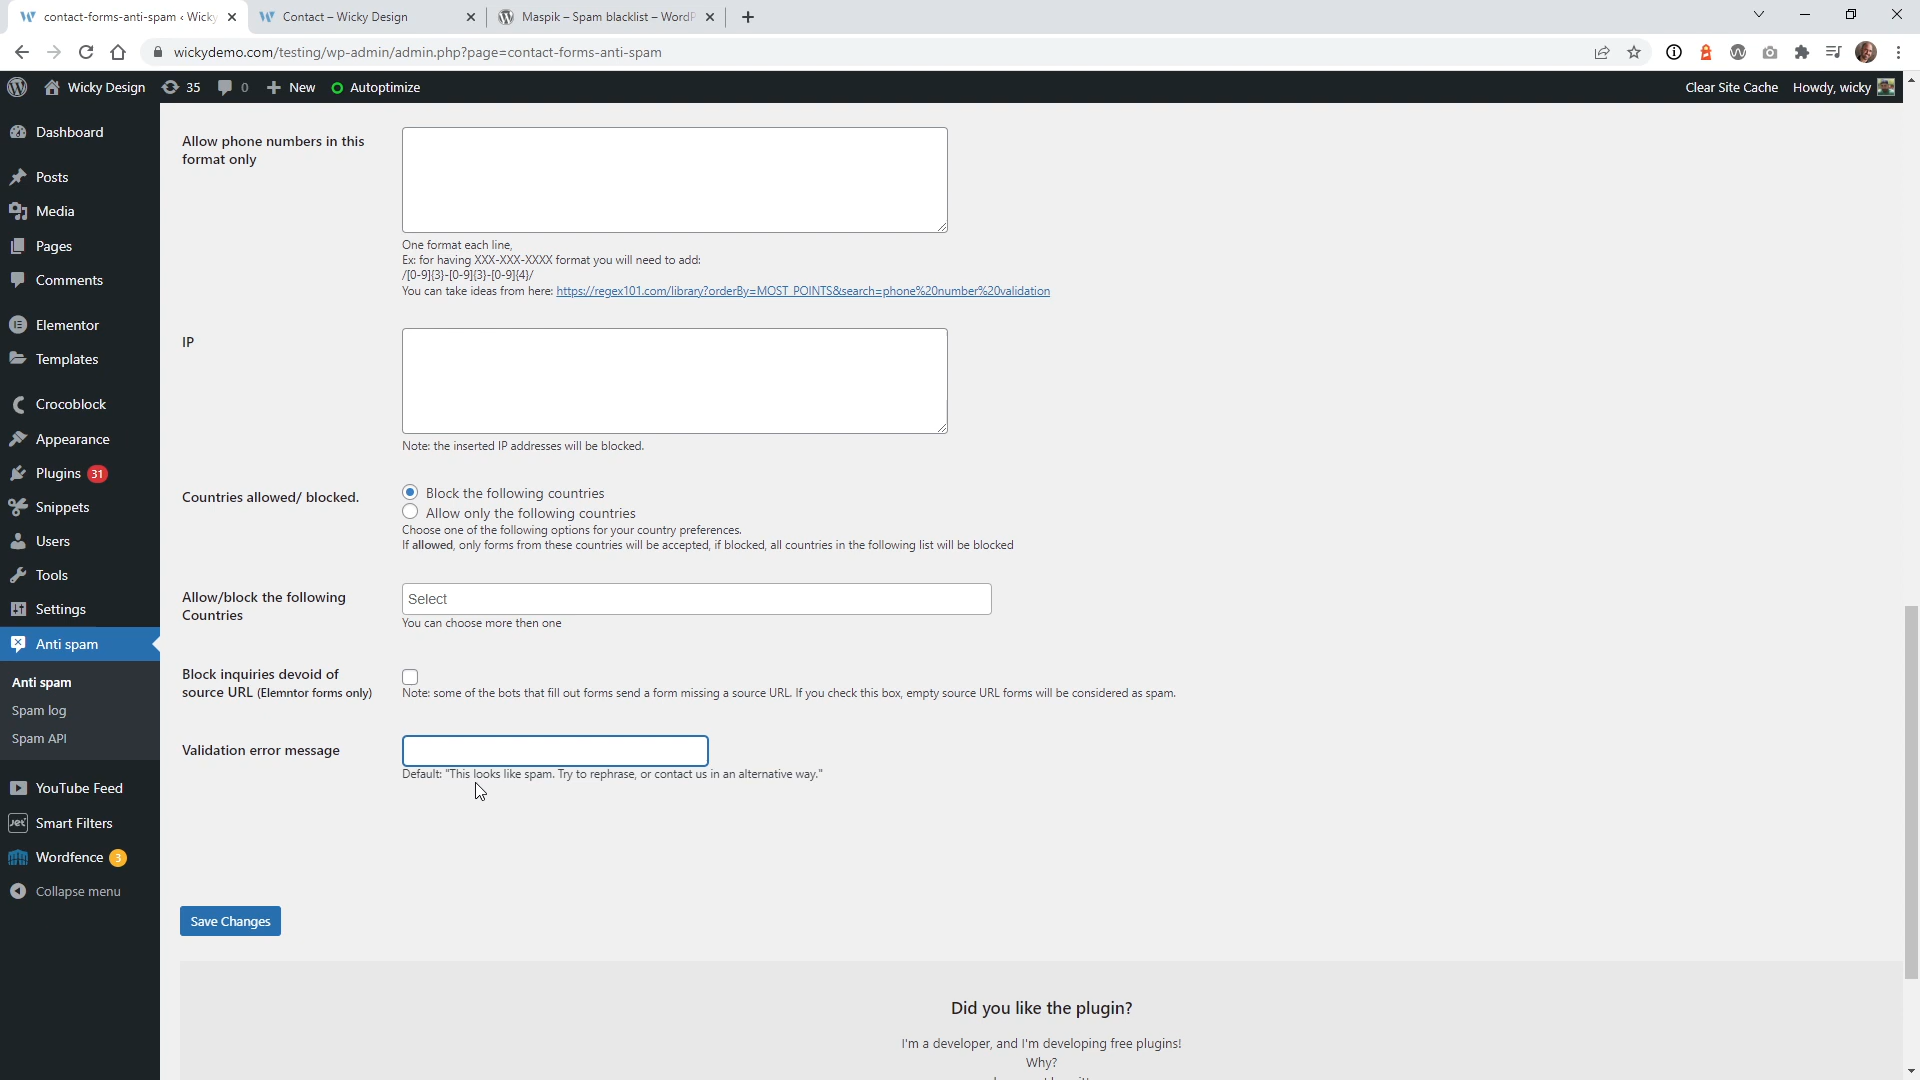 contact-forms-anti-spam ‹ Wicky
Contact – Wicky Design
Maspik – Spam blacklist – WordP
wickydemo.com/testing/wp-admin/admin.php?page=contact-forms-anti-spam
Wicky Design
35
0
New
Autoptimize
Clear Site Cache
Howdy, wicky
Dashboard
Posts
Media
Pages
Comments
Elementor
Templates
Crocoblock
Appearance
Plugins 31
Snippets
Users
Tools
Settings
Anti spam
Anti spam
Spam log
Spam API
YouTube Feed
Smart Filters
Wordfence 3
Collapse menu
Allow phone numbers in this
format only
One format each line,
Ex: for having XXX-XXX-XXXX format you will need to add:
/[0-9]{3}-[0-9]{3}-[0-9]{4}/
You can take ideas from here: https://regex101.com/library?orderBy=MOST_POINTS&search=phone%20number%20validation
IP
Note: the inserted IP addresses will be blocked.
Countries allowed/ blocked.
Block the following countries
Allow only the following countries
Choose one of the following options for your country preferences.
If allowed, only forms from these countries will be accepted, if blocked, all countries in the following list will be blocked
Allow/block the following
Countries
Select
You can choose more then one
Block inquiries devoid of
source URL (Elemntor forms only)
Note: some of the bots that fill out forms send a form missing a source URL. If you check this box, empty source URL forms will be considered as spam.
Validation error message
Default: "This looks like spam. Try to rephrase, or contact us in an alternative way."
Save Changes
Did you like the plugin?
I'm a developer, and I'm developing free plugins!
Why?